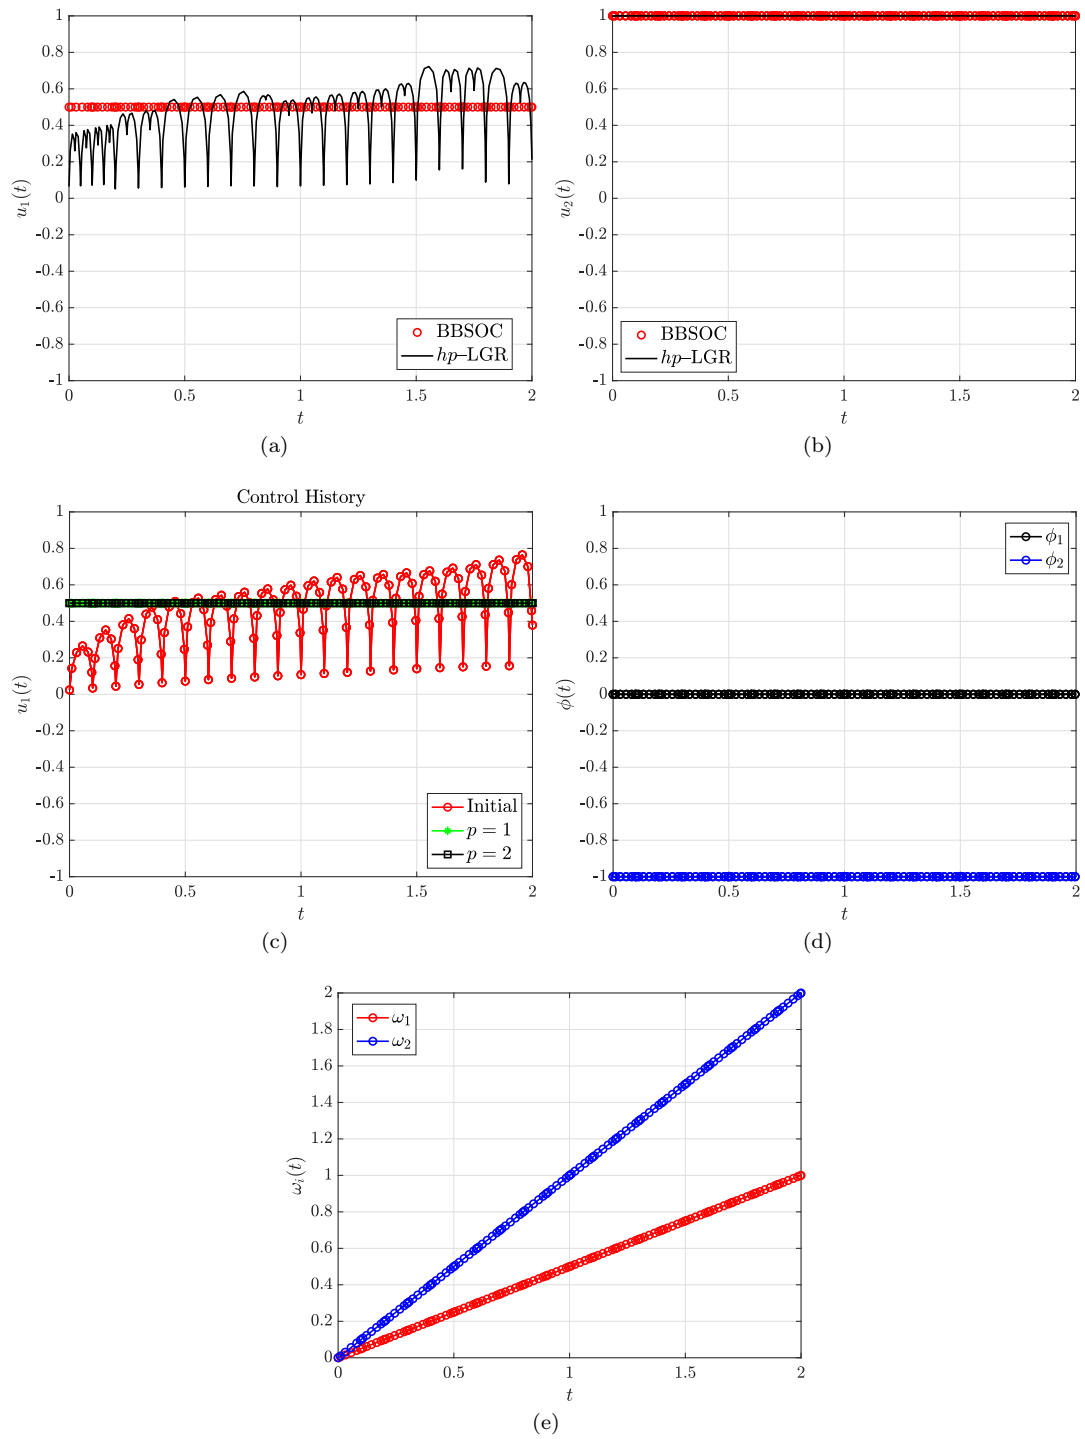 1
0.8
0.6
0.4
0.2
0
-0.2
-0.4
-0.6
-0.8
-1
u₁(t)
0 0.5 1 1.5 2
t
BBSOC
hp–LGR
(a)
1
0.8
0.6
0.4
0.2
0
-0.2
-0.4
-0.6
-0.8
-1
u₂(t)
0 0.5 1 1.5 2
t
BBSOC
hp–LGR
(b)
Control History
1
0.8
0.6
0.4
0.2
0
-0.2
-0.4
-0.6
-0.8
-1
u₁(t)
0 0.5 1 1.5 2
t
Initial
p = 1
p = 2
(c)
1
0.8
0.6
0.4
0.2
0
-0.2
-0.4
-0.6
-0.8
-1
ϕ(t)
0 0.5 1 1.5 2
t
ϕ₁
ϕ₂
(d)
2
1.8
1.6
1.4
1.2
1
0.8
0.6
0.4
0.2
0
ωᵢ(t)
0 0.5 1 1.5 2
t
ω₁
ω₂
(e)